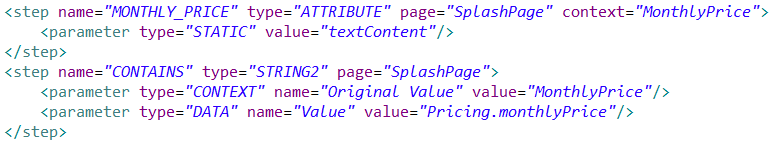 <step name="MONTHLY_PRICE" type="ATTRIBUTE" page="SplashPage" context="MonthlyPrice">
    <parameter type="STATIC" value="textContent"/>
</step>
<step name="CONTAINS" type="STRING2" page="SplashPage">
    <parameter type="CONTEXT" name="Original Value" value="MonthlyPrice"/>
    <parameter type="DATA" name="Value" value="Pricing.monthlyPrice"/>
</step>